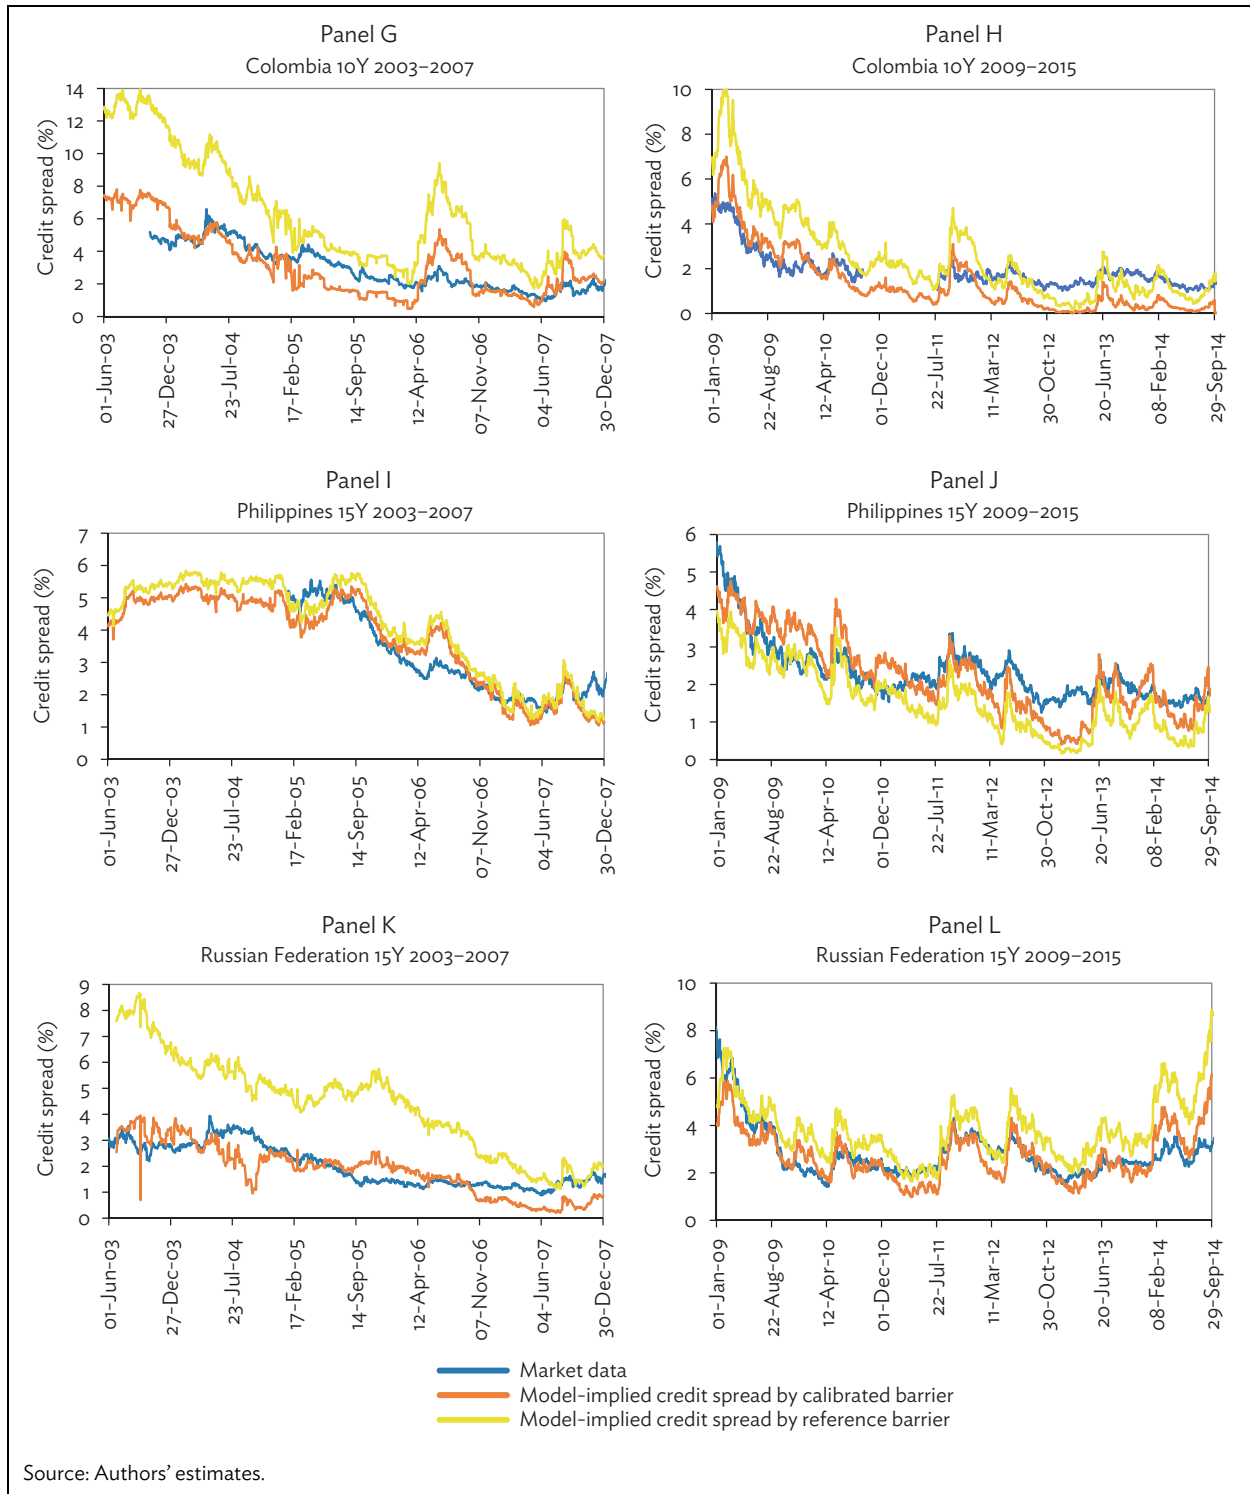 Panel G
Colombia 10Y 2003–2007
Credit spread (%)
14
12
10
8
6
4
2
0
01-Jun-03
27-Dec-03
23-Jul-04
17-Feb-05
14-Sep-05
12-Apr-06
07-Nov-06
04-Jun-07
30-Dec-07
Panel H
Colombia 10Y 2009–2015
Credit spread (%)
10
8
6
4
2
0
01-Jan-09
22-Aug-09
12-Apr-10
01-Dec-10
22-Jul-11
11-Mar-12
30-Oct-12
20-Jun-13
08-Feb-14
29-Sep-14
Panel I
Philippines 15Y 2003–2007
Credit spread (%)
7
6
5
4
3
2
1
0
01-Jun-03
27-Dec-03
23-Jul-04
17-Feb-05
14-Sep-05
12-Apr-06
07-Nov-06
04-Jun-07
30-Dec-07
Panel J
Philippines 15Y 2009–2015
Credit spread (%)
6
5
4
3
2
1
0
01-Jan-09
22-Aug-09
12-Apr-10
01-Dec-10
22-Jul-11
11-Mar-12
30-Oct-12
20-Jun-13
08-Feb-14
29-Sep-14
Panel K
Russian Federation 15Y 2003–2007
Credit spread (%)
9
8
7
6
5
4
3
2
1
0
01-Jun-03
27-Dec-03
23-Jul-04
17-Feb-05
14-Sep-05
12-Apr-06
07-Nov-06
04-Jun-07
30-Dec-07
Panel L
Russian Federation 15Y 2009–2015
Credit spread (%)
10
8
6
4
2
0
01-Jan-09
22-Aug-09
12-Apr-10
01-Dec-10
22-Jul-11
11-Mar-12
30-Oct-12
20-Jun-13
08-Feb-14
29-Sep-14
Market data
Model-implied credit spread by calibrated barrier
Model-implied credit spread by reference barrier
Source: Authors’ estimates.